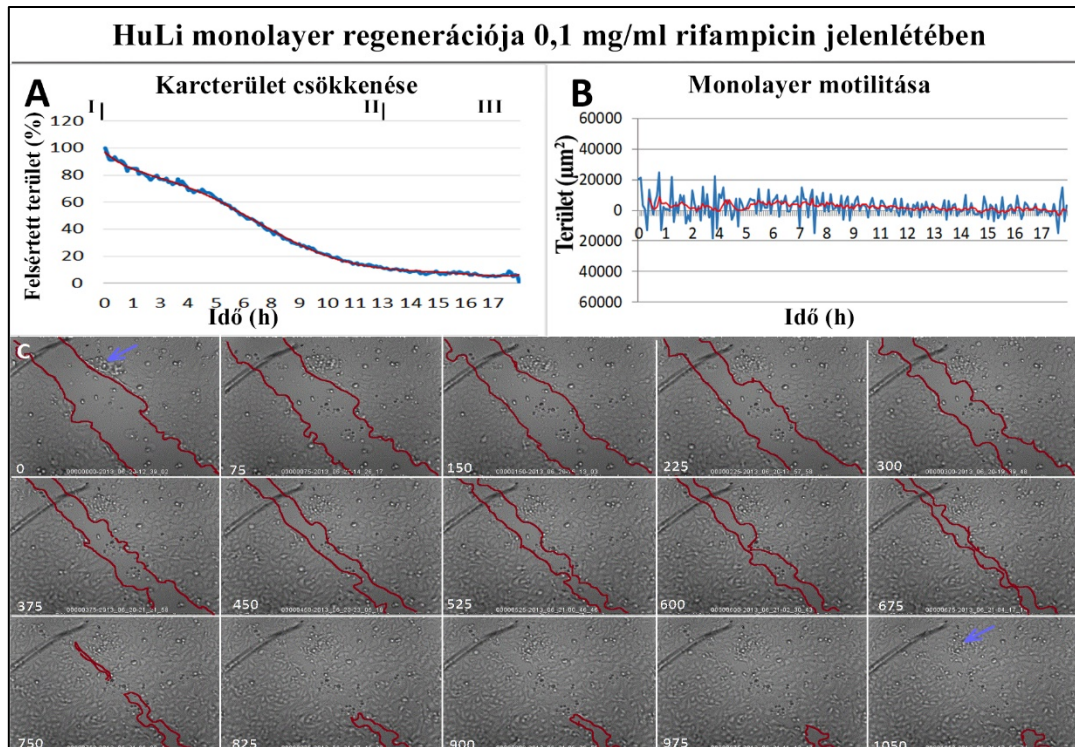 HuLi monolayer regenerációja 0,1 mg/ml rifampicin jelenlétében
A
Karcterület csökkenése
I
II
III
Felsértett terület (%)
120
100
80
60
40
20
0
0 1 2 3 4 5 6 7 8 9 10 11 12 13 14 15 16 17
Idő (h)
B
Monolayer motilitása
Terület (µm²)
60000
40000
20000
0
20000
40000
60000
0 1 2 4 5 6 7 8 9 11 12 13 14 15 16 17
Idő (h)
C
0
75
150
225
300
375
450
525
600
675
750
825
900
975
1050